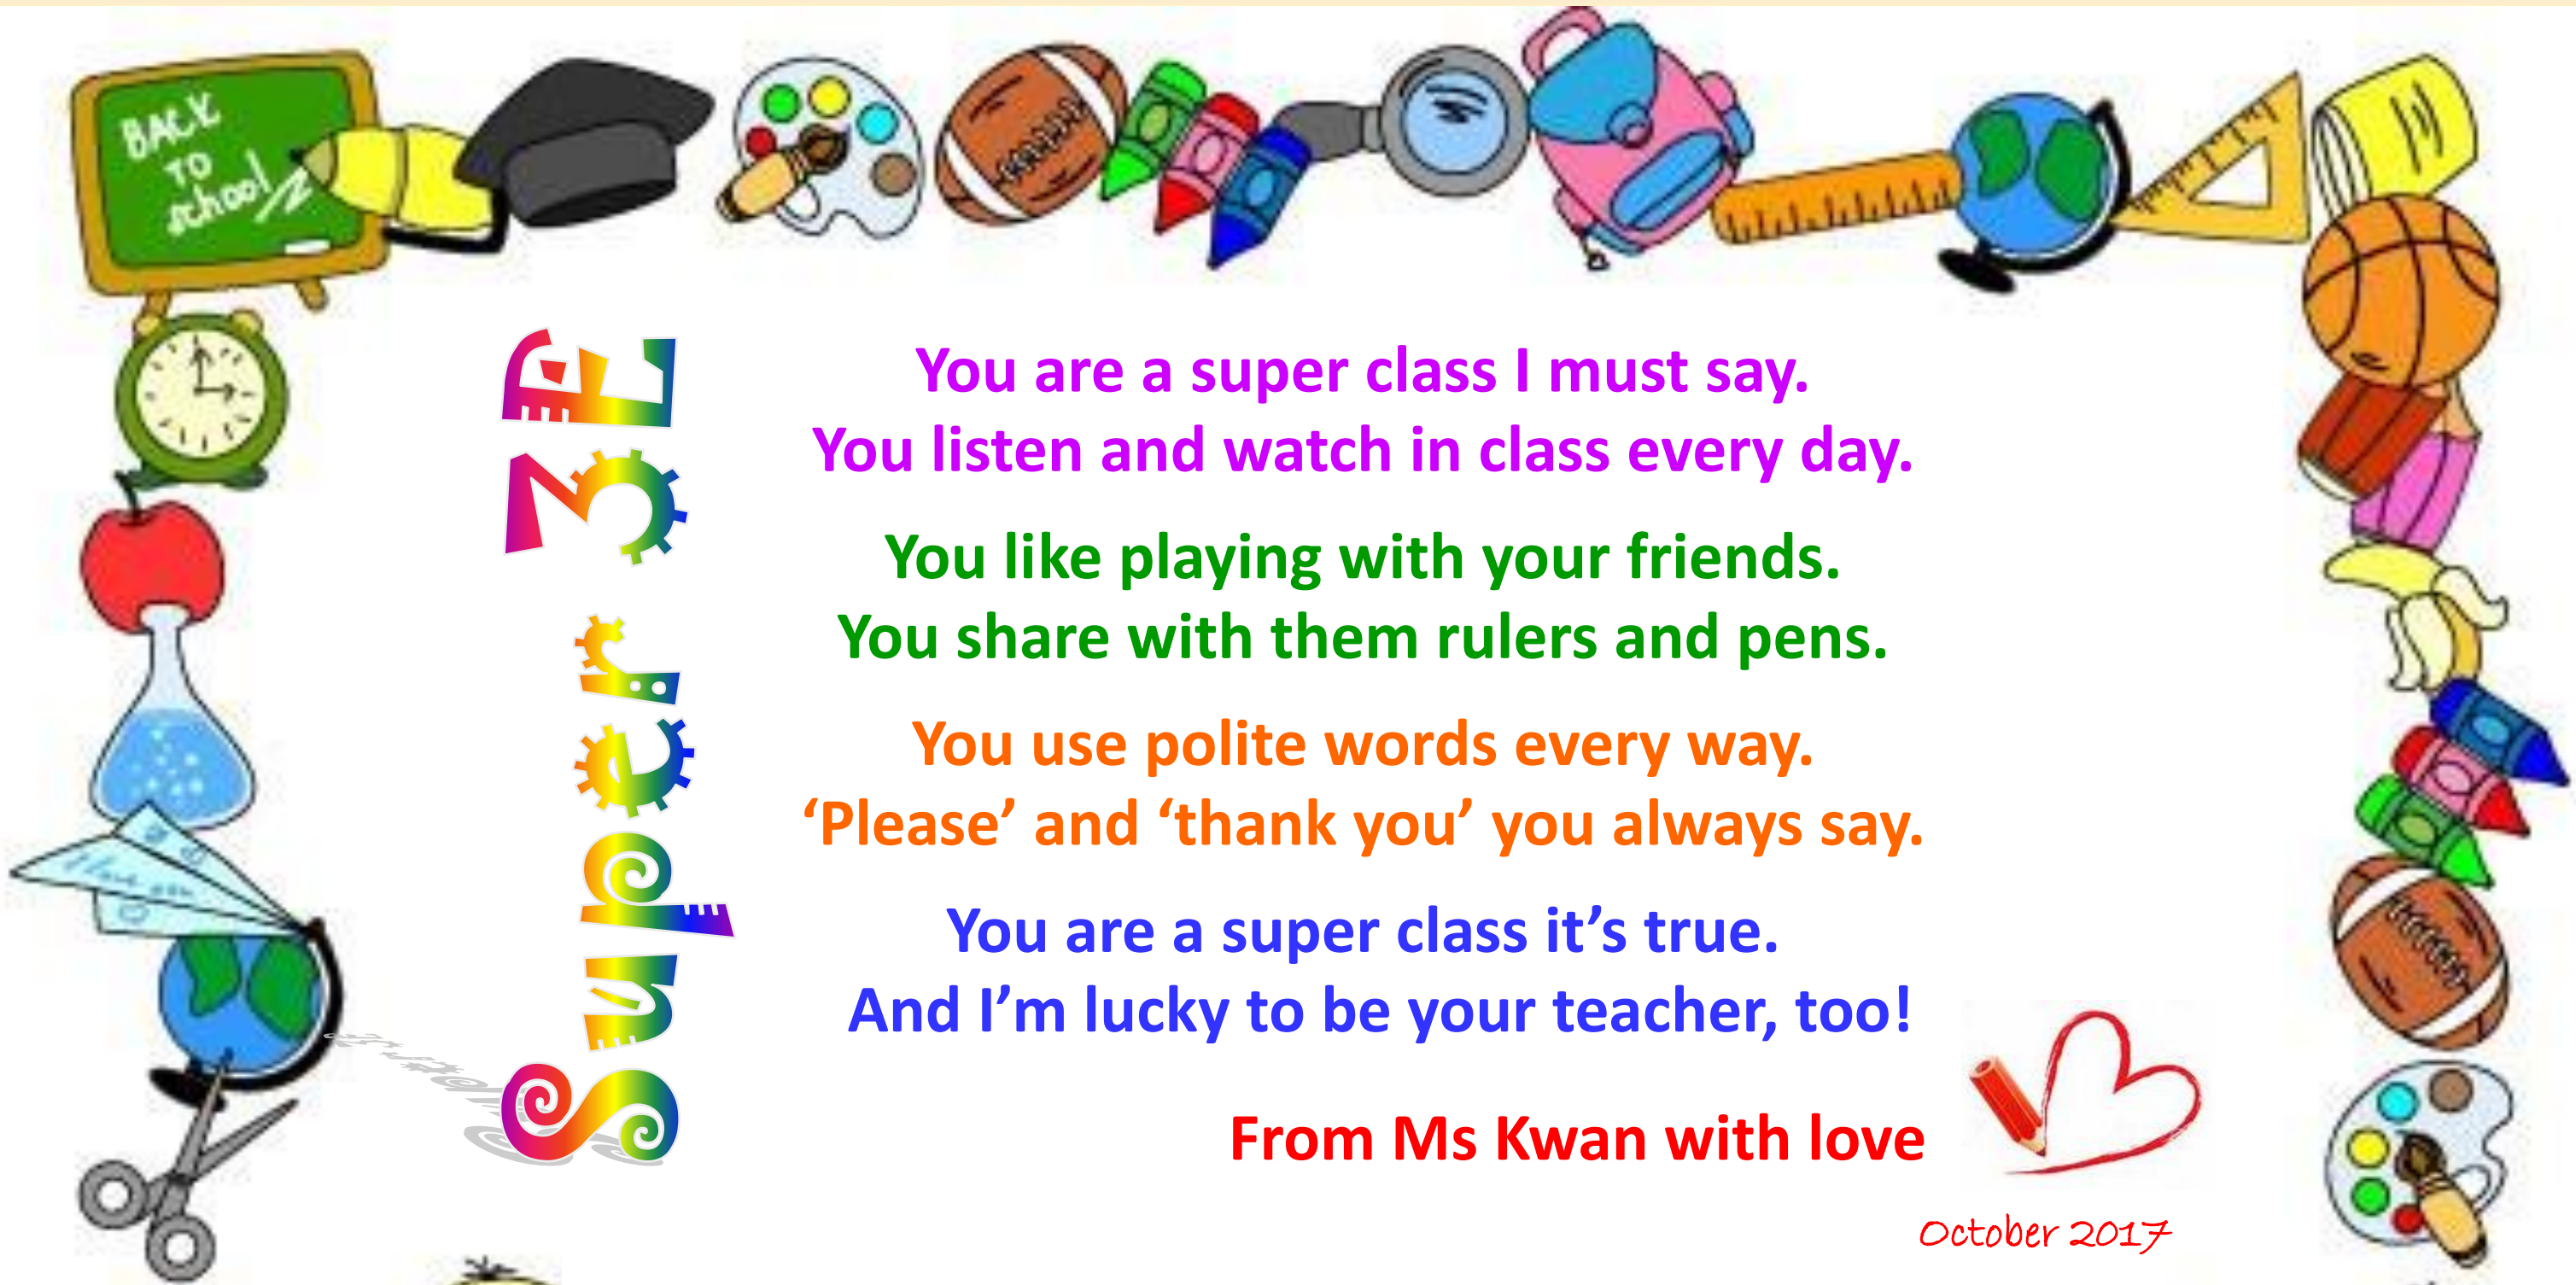 BACK
TO
school
Super 3E
You are a super class I must say.
You listen and watch in class every day.
You like playing with your friends.
You share with them rulers and pens.
You use polite words every way.
‘Please’ and ‘thank you’ you always say.
You are a super class it’s true.
And I’m lucky to be your teacher, too!
From Ms Kwan with love
October 2017